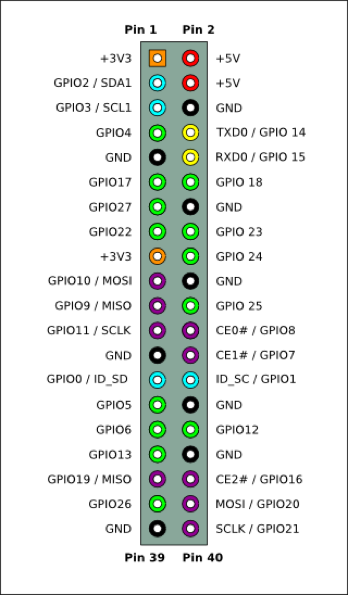 Pin 1 Pin 2
+3V3 +5V
GPIO2 / SDA1 +5V
GPIO3 / SCL1 GND
GPIO4 TXD0 / GPIO 14
GND RXD0 / GPIO 15
GPIO17 GPIO 18
GPIO27 GND
GPIO22 GPIO 23
+3V3 GPIO 24
GPIO10 / MOSI GND
GPIO9 / MISO GPIO 25
GPIO11 / SCLK CE0# / GPIO8
GND CE1# / GPIO7
GPIO0 / ID_SD ID_SC / GPIO1
GPIO5 GND
GPIO6 GPIO12
GPIO13 GND
GPIO19 / MISO CE2# / GPIO16
GPIO26 MOSI / GPIO20
GND SCLK / GPIO21
Pin 39 Pin 40